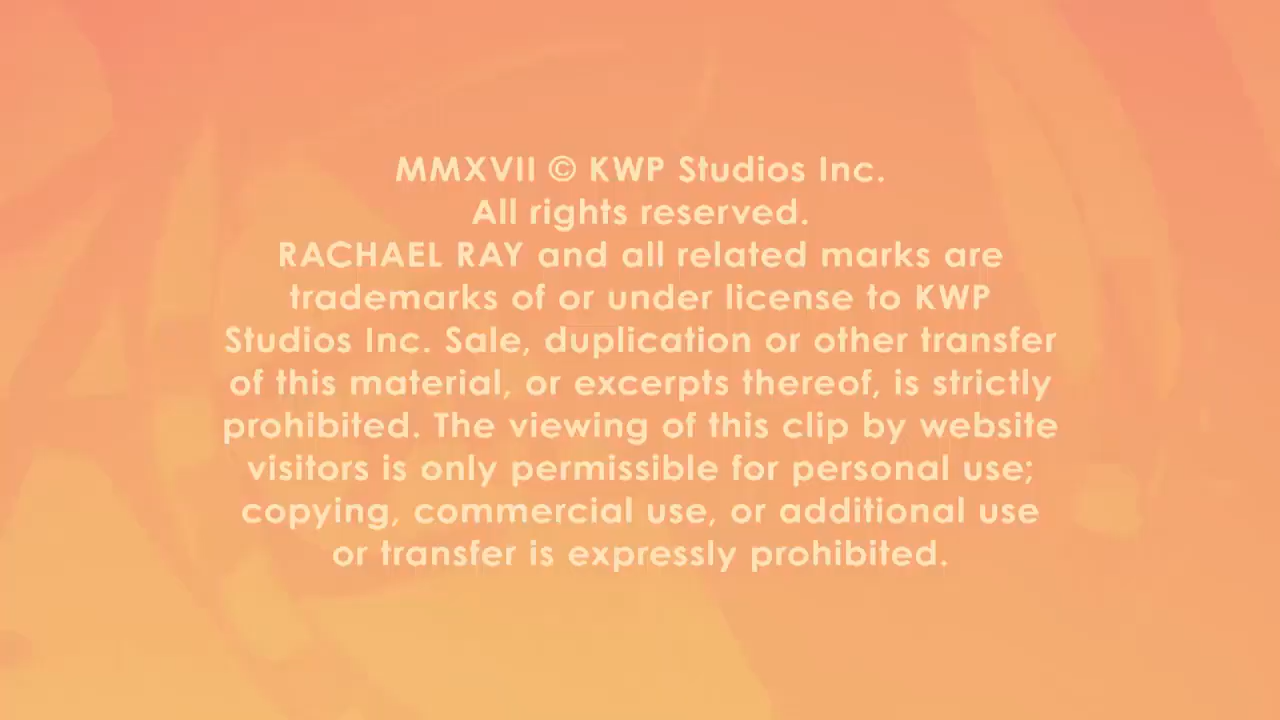 MMXVII © KWP Studios Inc.
All rights reserved.
RACHAEL RAY and all related marks are
trademarks of or under license to KWP
Studios Inc. Sale, duplication or other transfer
of this material, or excerpts thereof, is strictly
prohibited. The viewing of this clip by website
visitors is only permissible for personal use;
copying, commercial use, or additional use
or transfer is expressly prohibited.